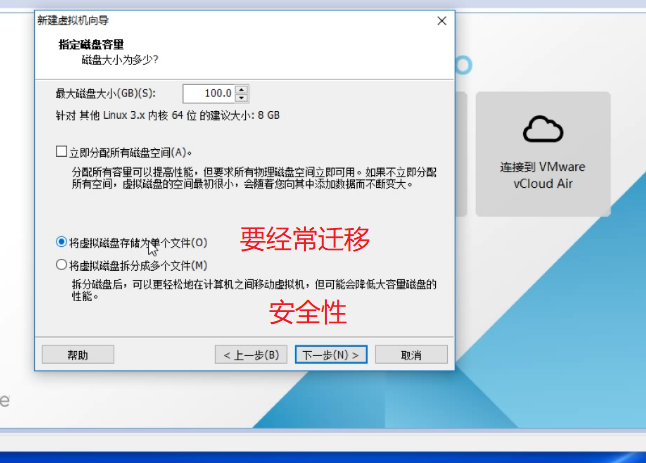 新建虚拟机向导
指定磁盘容量
磁盘大小为多少?
最大磁盘大小(GB)(S): 100.0
针对 其他 Linux 3.x 内核 64 位 的建议大小: 8 GB
立即分配所有磁盘空间(A)。
分配所有容量可以提高性能，但要求所有物理磁盘空间立即可用。如果不立即分配
所有空间，虚拟磁盘的空间最初很小，会随着您向其中添加数据而不断变大。
将虚拟磁盘存储为单个文件(O)
要经常迁移
将虚拟磁盘拆分成多个文件(M)
拆分磁盘后，可以更轻松地在计算机之间移动虚拟机，但可能会降低大容量磁盘的
性能。
安全性
帮助
< 上一步(B)
下一步(N) >
取消
连接到 VMware
vCloud Air